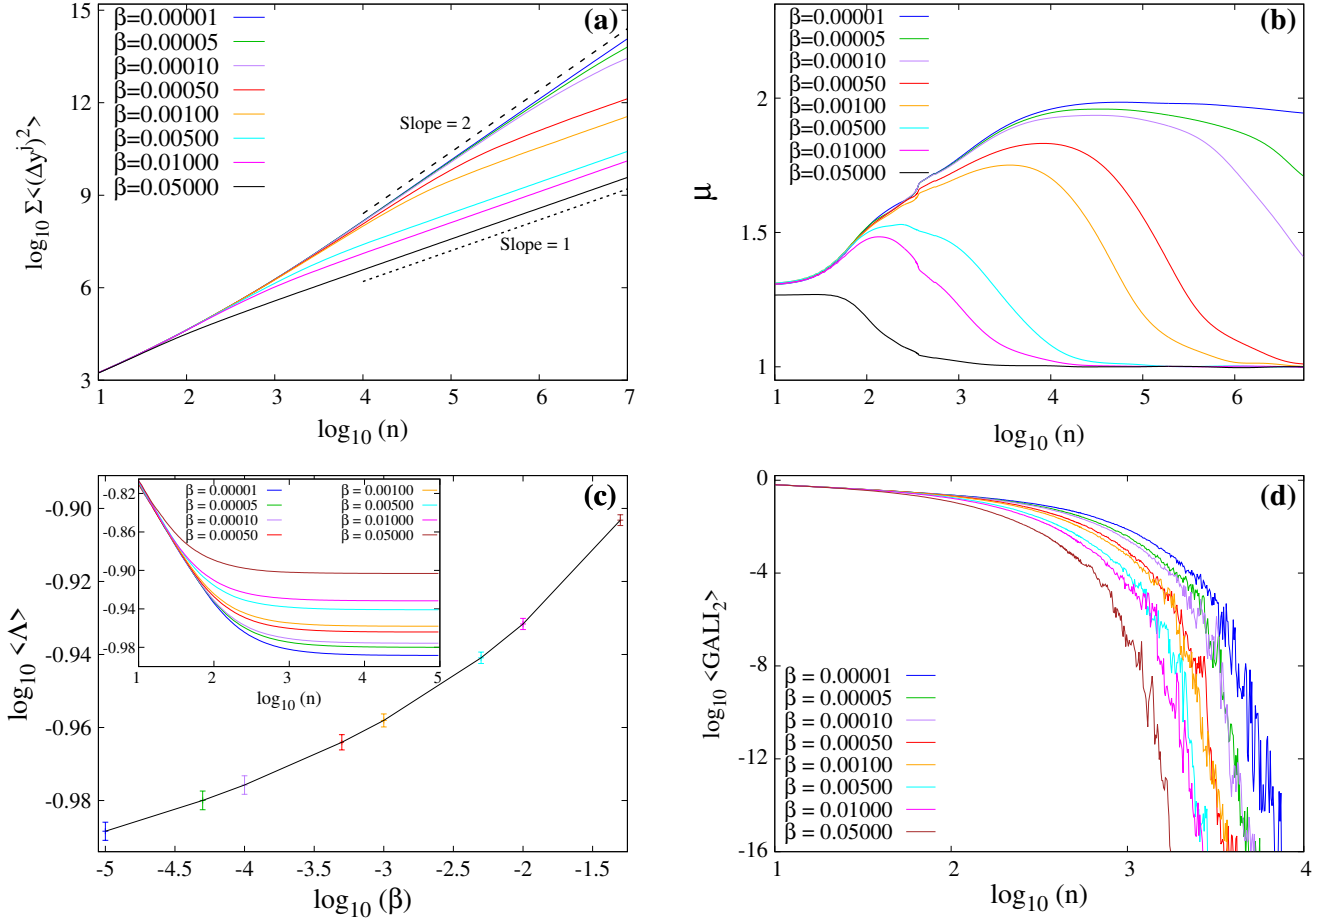 (a)
15
12
9
6
3
log10 Σ<(Δy^j)^2>
β=0.00001
β=0.00005
β=0.00010
β=0.00050
β=0.00100
β=0.00500
β=0.01000
β=0.05000
Slope = 2
Slope = 1
1 2 3 4 5 6 7
log10 (n)
(b)
2
1.5
1
μ
β=0.00001
β=0.00005
β=0.00010
β=0.00050
β=0.00100
β=0.00500
β=0.01000
β=0.05000
1 2 3 4 5 6
log10 (n)
(c)
-0.90
-0.92
-0.94
-0.96
-0.98
log10 <Λ>
-0.82
-0.86
-0.90
-0.94
-0.98
β = 0.00001 β = 0.00100
β = 0.00005 β = 0.00500
β = 0.00010 β = 0.01000
β = 0.00050 β = 0.05000
1 2 3 4 5
log10 (n)
-5 -4.5 -4 -3.5 -3 -2.5 -2 -1.5
log10 (β)
(d)
0
-4
-8
-12
-16
log10 <GALI2>
β = 0.00001
β = 0.00005
β = 0.00010
β = 0.00050
β = 0.00100
β = 0.00500
β = 0.01000
β = 0.05000
1 2 3 4
log10 (n)